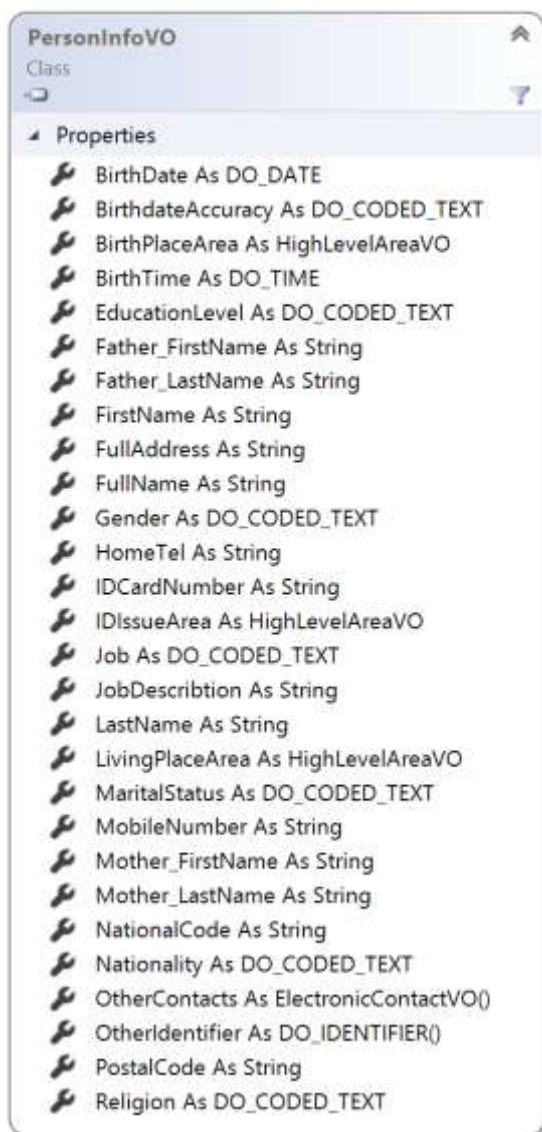 PersonInfoVO
Class
Properties
BirthDate As DO_DATE
BirthdateAccuracy As DO_CODED_TEXT
BirthPlaceArea As HighLevelAreaVO
BirthTime As DO_TIME
EducationLevel As DO_CODED_TEXT
Father_FirstName As String
Father_LastName As String
FirstName As String
FullAddress As String
FullName As String
Gender As DO_CODED_TEXT
HomeTel As String
IDCardNumber As String
IDIssueArea As HighLevelAreaVO
Job As DO_CODED_TEXT
JobDescribtion As String
LastName As String
LivingPlaceArea As HighLevelAreaVO
MaritalStatus As DO_CODED_TEXT
MobileNumber As String
Mother_FirstName As String
Mother_LastName As String
NationalCode As String
Nationality As DO_CODED_TEXT
OtherContacts As ElectronicContactVO()
OtherIdentifier As DO_IDENTIFIER()
PostalCode As String
Religion As DO_CODED_TEXT